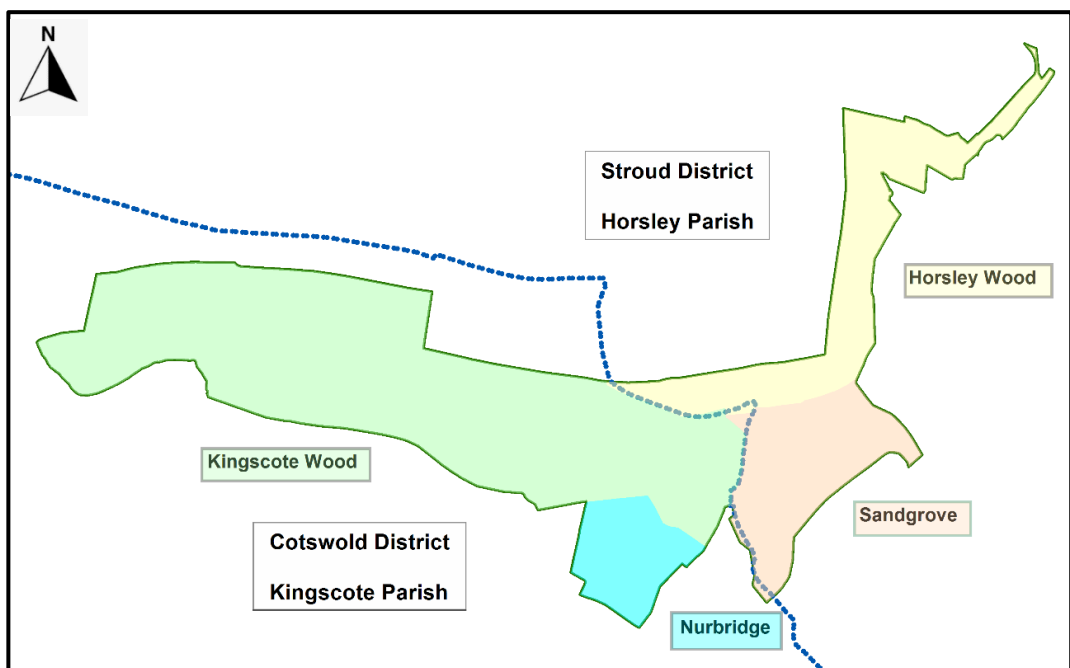 N
Stroud District
Horsley Parish
Horsley Wood
Kingscote Wood
Sandgrove
Cotswold District
Kingscote Parish
Nurbridge